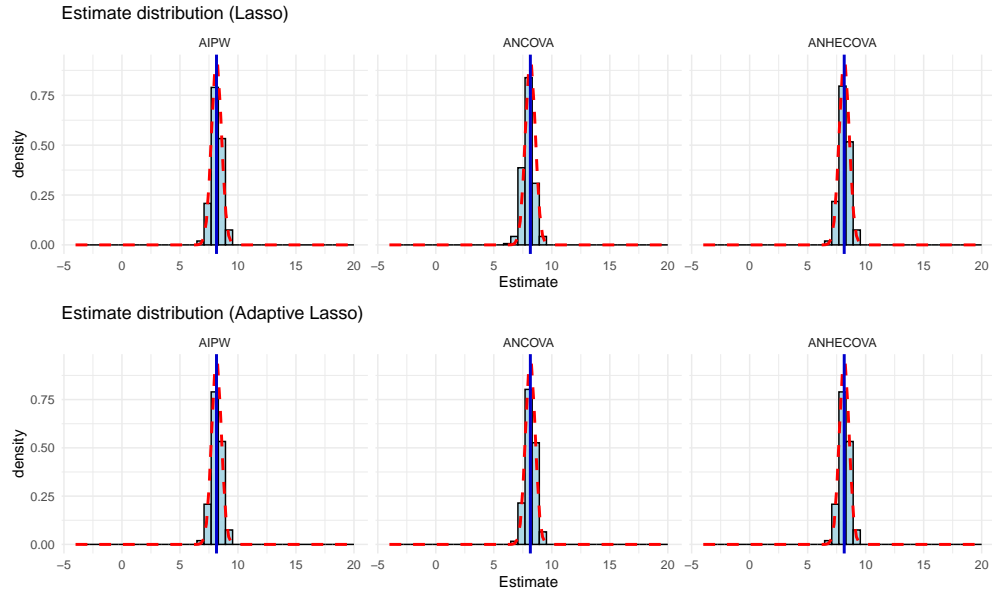 Estimate distribution (Lasso)
AIPW ANCOVA ANHECOVA
density
0.75
0.50
0.25
0.00
−5 0 5 10 15 20 −5 0 5 10 15 20 −5 0 5 10 15 20
Estimate
Estimate distribution (Adaptive Lasso)
AIPW ANCOVA ANHECOVA
density
0.75
0.50
0.25
0.00
−5 0 5 10 15 20 −5 0 5 10 15 20 −5 0 5 10 15 20
Estimate